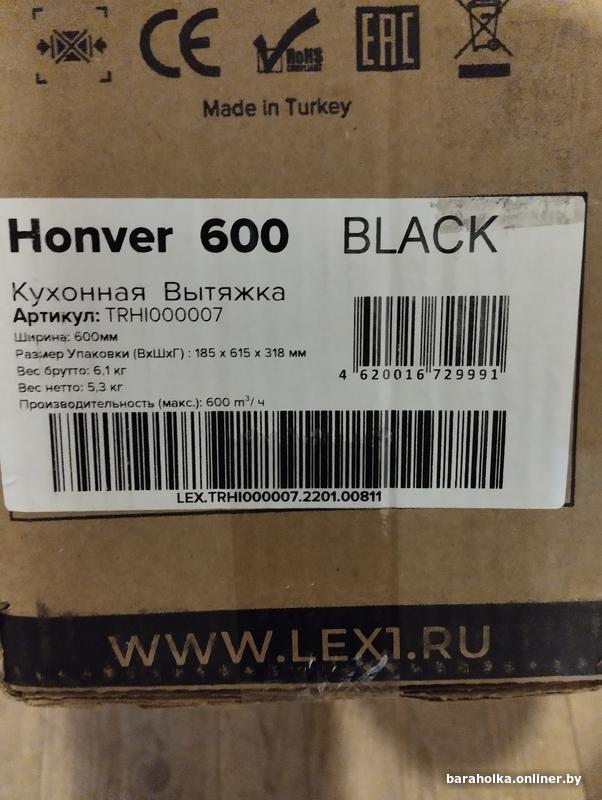 CE
RoHS
COMPLIANT
EAC
Made in Turkey
Honver 600 BLACK
Кухонная Вытяжка
Артикул: TRHI000007
Ширина: 600мм
Размер Упаковки (ВхШхГ) : 185 x 615 x 318 мм
Вес брутто: 6,1 кг
Вес нетто: 5,3 кг
Производительность (макс.): 600 m³/ ч
4 620016 729991
LEX.TRHI000007.2201.00811
WWW.LEX1.RU
baraholka.onliner.by